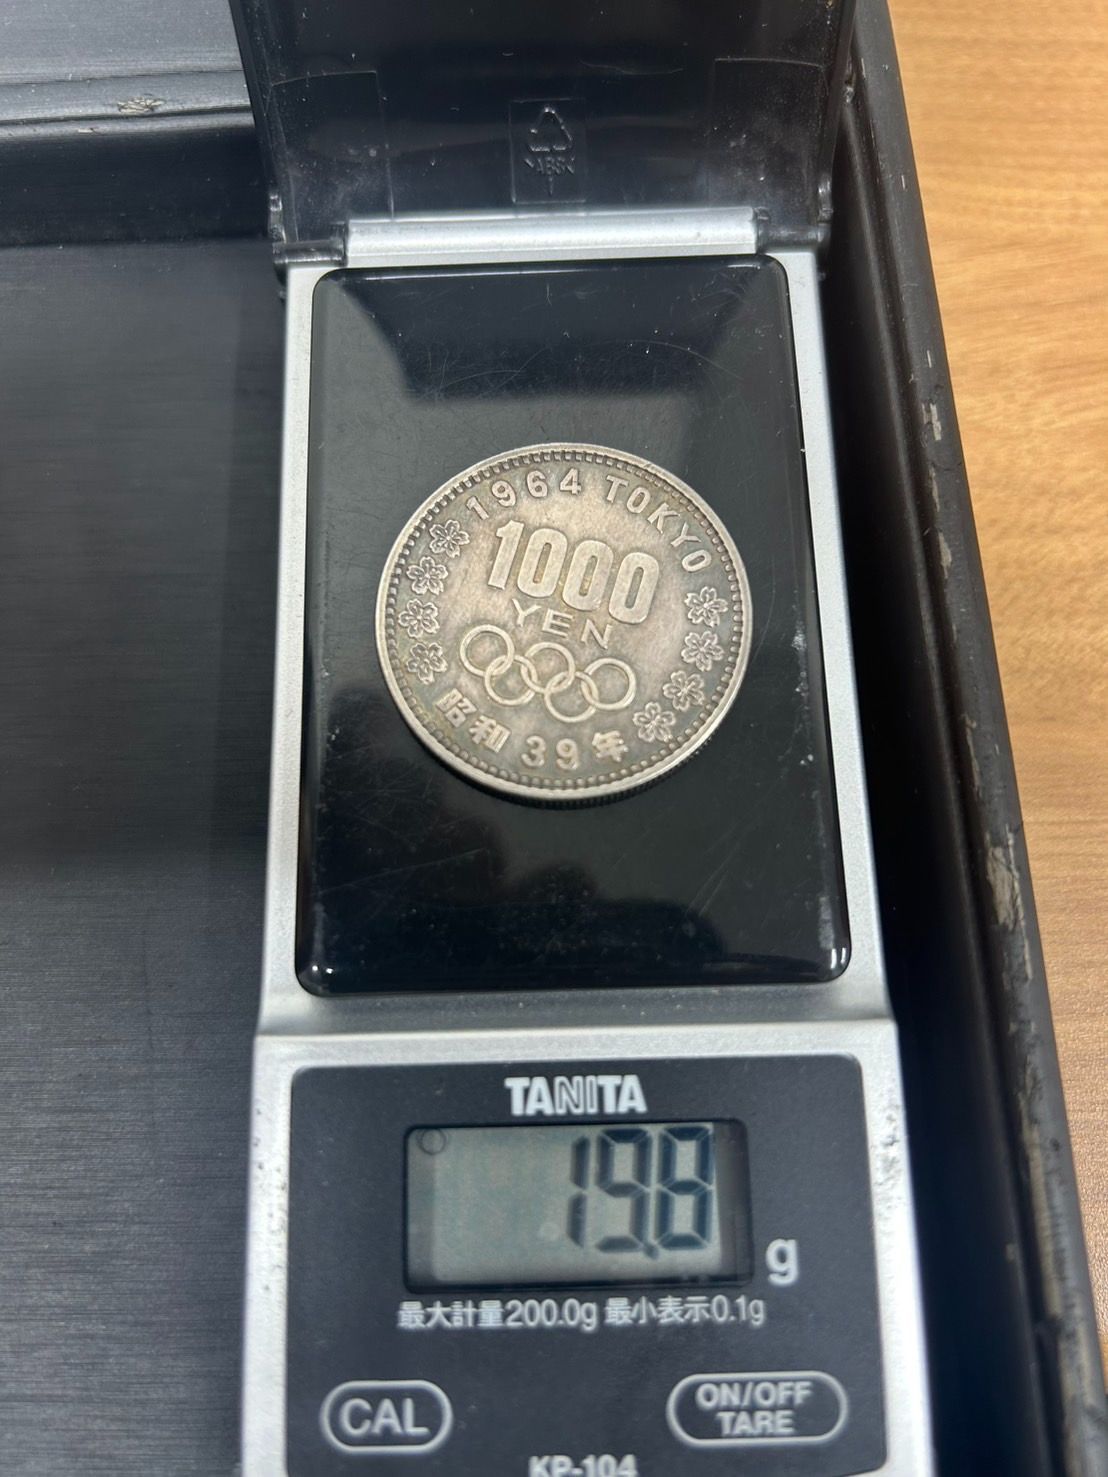 1964 TOKYO
1000
YEN
昭和39年
TANITA
19.8 g
最大計量200.0g 最小表示0.1g
CAL
ON/OFF
TARE
KP-104